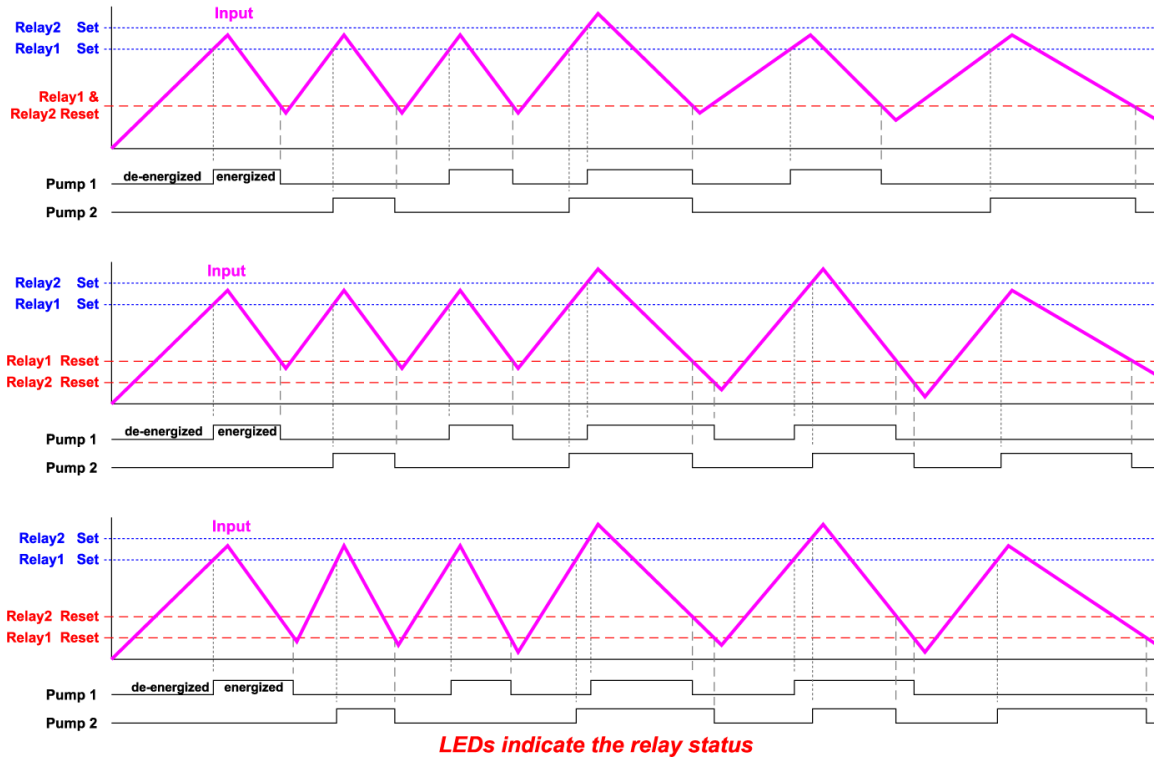 Input
Relay2 Set
Relay1 Set
Relay1 &
Relay2 Reset
de-energized energized
Pump 1
Pump 2
Input
Relay2 Set
Relay1 Set
Relay1 Reset
Relay2 Reset
de-energized energized
Pump 1
Pump 2
Input
Relay2 Set
Relay1 Set
Relay2 Reset
Relay1 Reset
de-energized energized
Pump 1
Pump 2
LEDs indicate the relay status